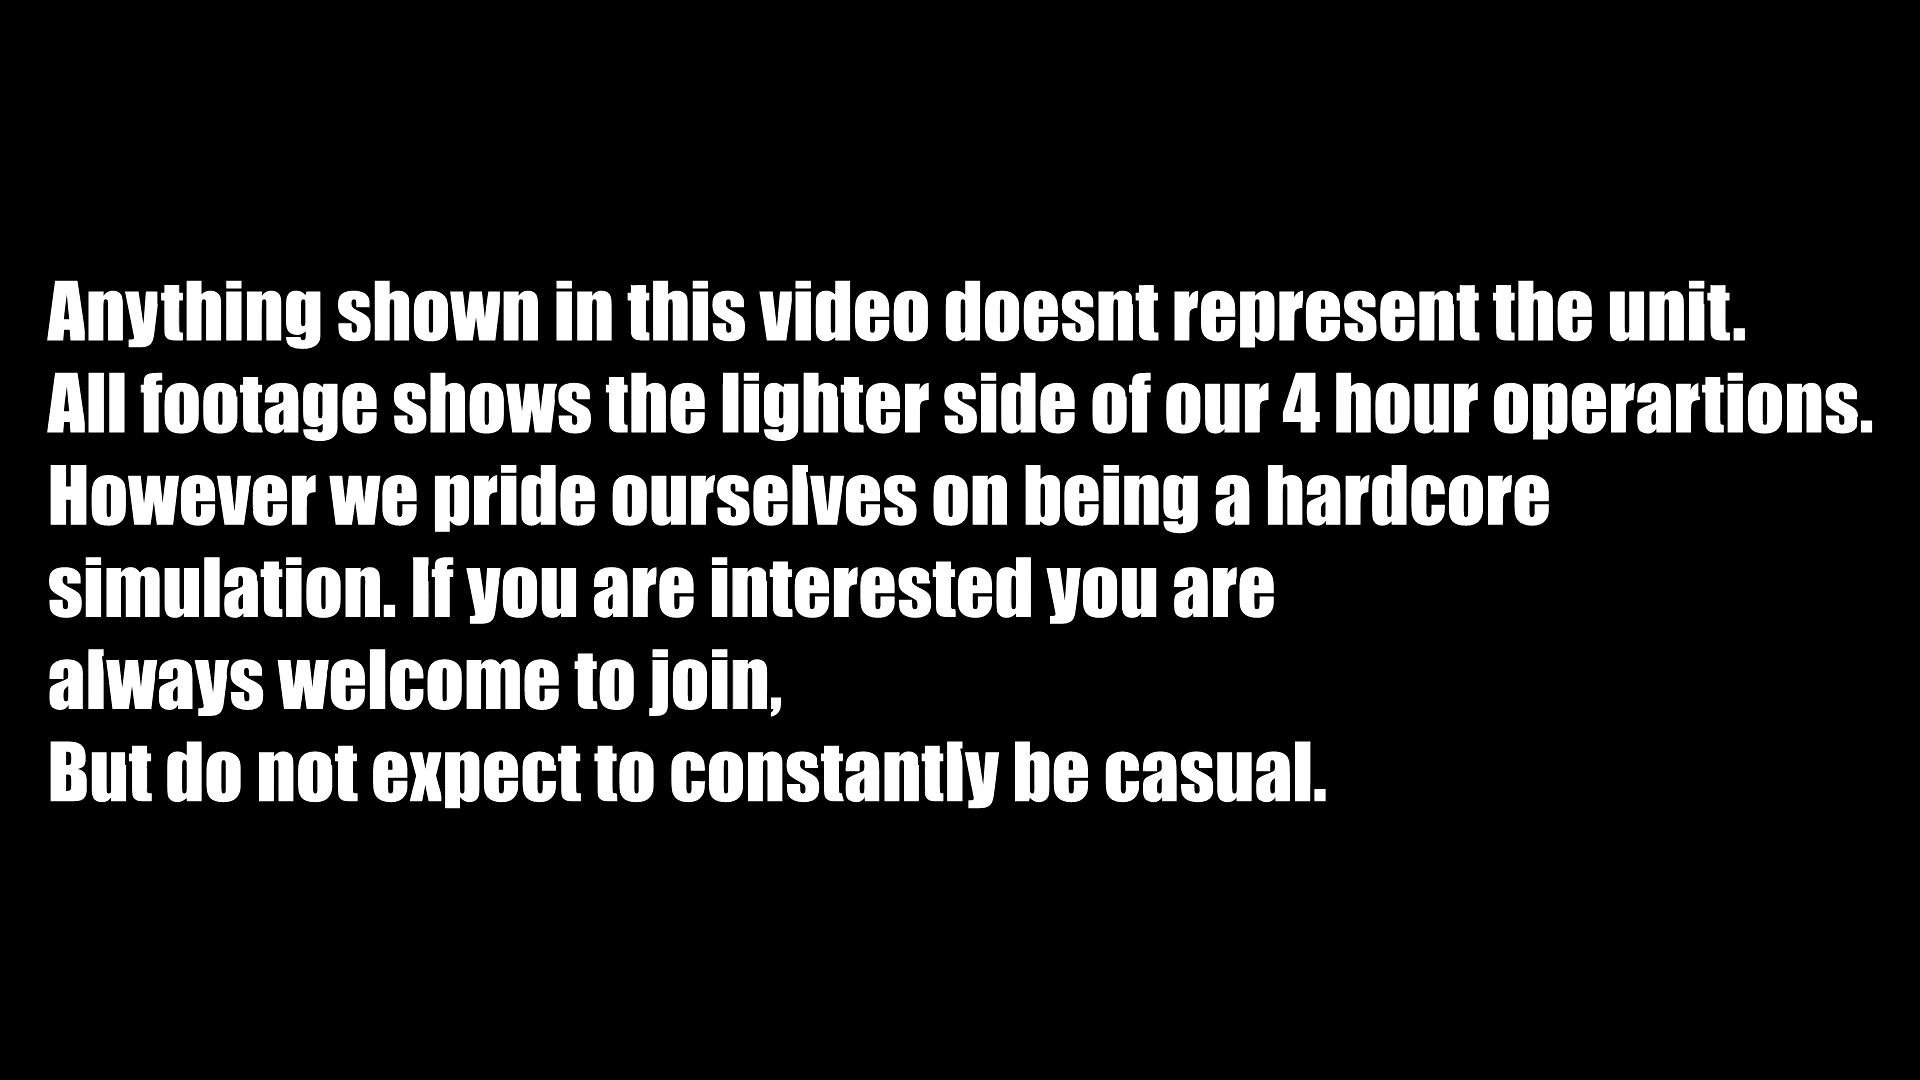 Anything shown in this video doesnt represent the unit.
All footage shows the lighter side of our 4 hour operartions.
However we pride ourselves on being a hardcore
simulation. If you are interested you are
always welcome to join,
But do not expect to constantly be casual.